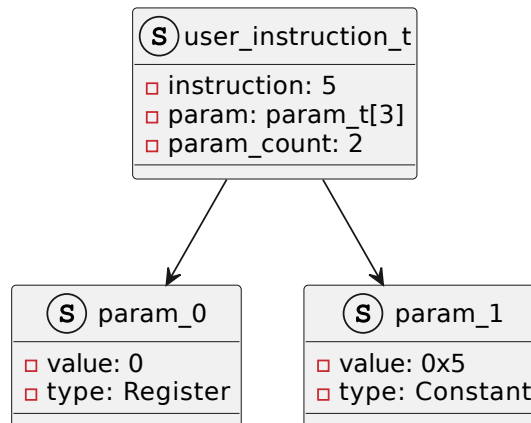 S user_instruction_t
instruction: 5
param: param_t[3]
param_count: 2
S param_0
value: 0
type: Register
S param_1
value: 0x5
type: Constant